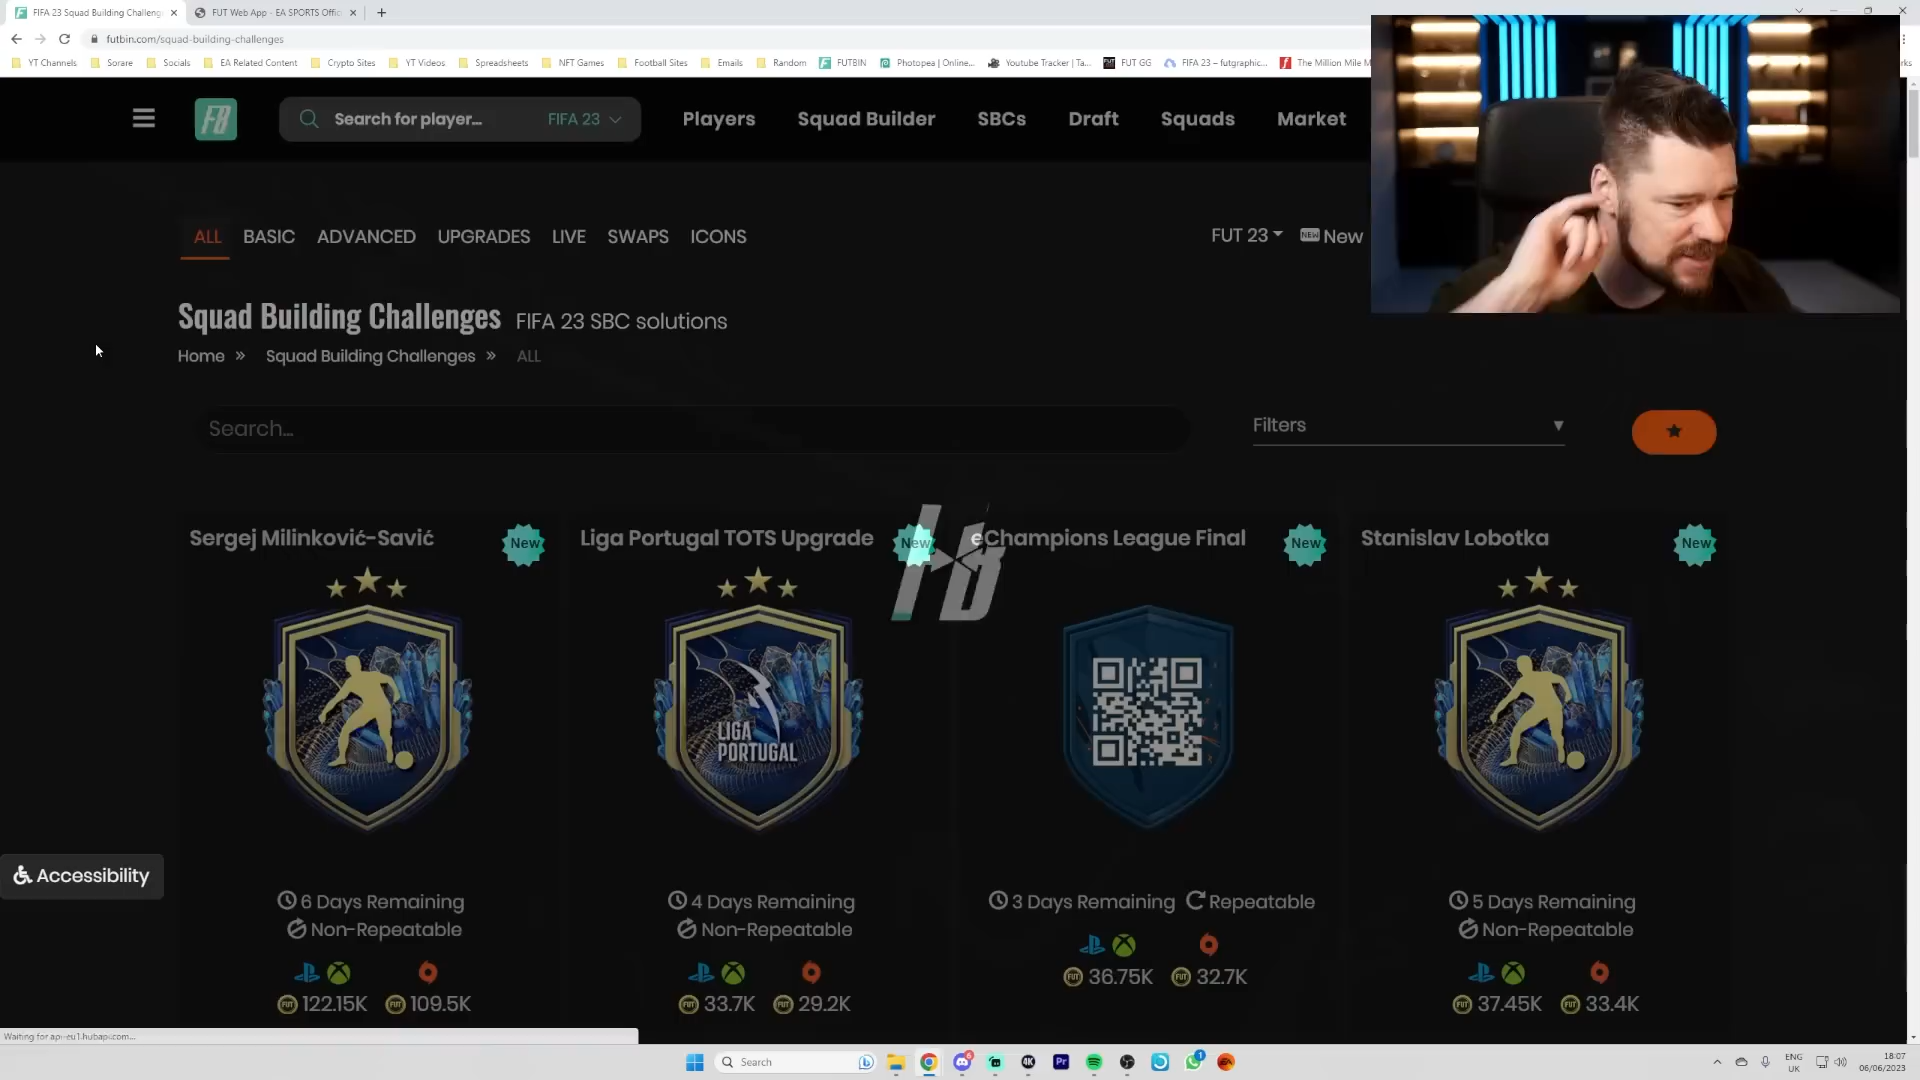 FIFA 23 Squad Building Challeng
FUT Web App - EA SPORTS Offic
futbin.com/squad-building-challenges
YT Channels
Sorare
Socials
EA Related Content
Crypto Sites
YT Videos
Spreadsheets
NFT Games
Football Sites
Emails
Random
FUTBIN
Photopea | Online...
Youtube Tracker | Ta...
FUT GG
FIFA 23 – futgraphic...
The Million Mile M
Search for player...
FIFA 23
Players
Squad Builder
SBCs
Draft
Squads
Market
ALL
BASIC
ADVANCED
UPGRADES
LIVE
SWAPS
ICONS
FUT 23
NEW New
Squad Building Challenges FIFA 23 SBC solutions
Home » Squad Building Challenges » ALL
Search...
Filters
Sergej Milinković-Savić
New
Liga Portugal TOTS Upgrade
New
eChampions League Final
New
Stanislav Lobotka
New
LIGA
PORTUGAL
Accessibility
6 Days Remaining
Non-Repeatable
122.15K
109.5K
4 Days Remaining
Non-Repeatable
33.7K
29.2K
3 Days Remaining
Repeatable
36.75K
32.7K
5 Days Remaining
Non-Repeatable
37.45K
33.4K
Search
ENG
UK
18:07
06/06/2023